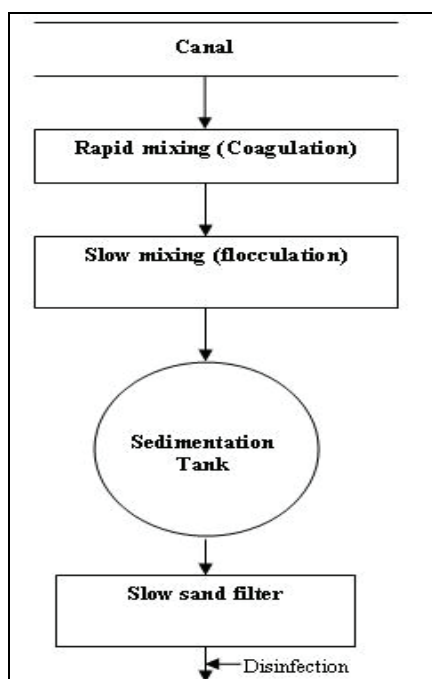 Canal
Rapid mixing (Coagulation)
Slow mixing (flocculation)
Sedimentation
Tank
Slow sand filter
Disinfection